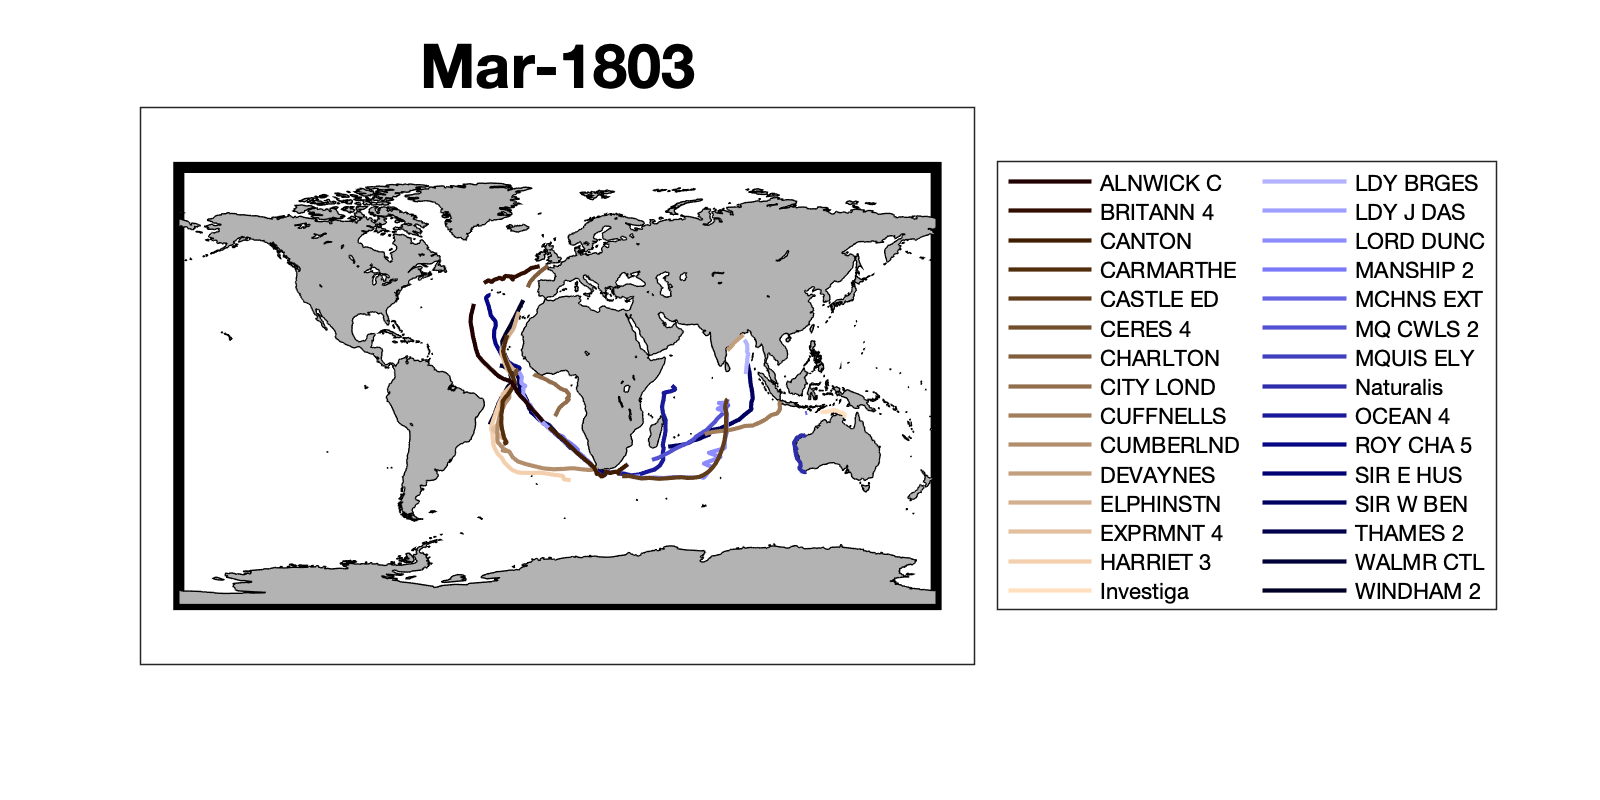 Mar-1803
ALNWICK C
BRITANN 4
CANTON
CARMARTHE
CASTLE ED
CERES 4
CHARLTON
CITY LOND
CUFFNELLS
CUMBERLND
DEVAYNES
ELPHINSTN
EXPRMNT 4
HARRIET 3
Investiga
LDY BRGES
LDY J DAS
LORD DUNC
MANSHIP 2
MCHNS EXT
MQ CWLS 2
MQUIS ELY
Naturalis
OCEAN 4
ROY CHA 5
SIR E HUS
SIR W BEN
THAMES 2
WALMR CTL
WINDHAM 2